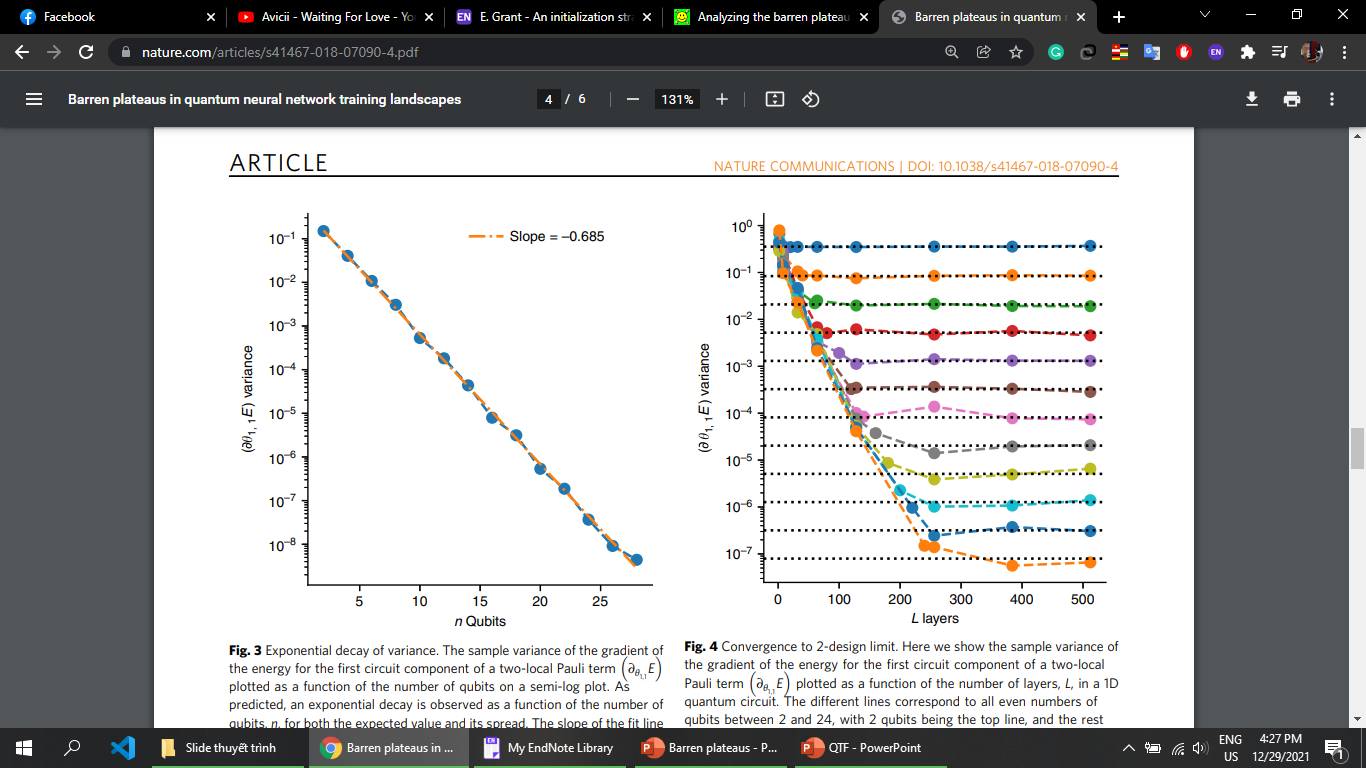 Facebook
Avicii - Waiting For Love - Yo
EN E. Grant - An initialization str
Analyzing the barren plateau
Barren plateaus in quantum
nature.com/articles/s41467-018-07090-4.pdf
Barren plateaus in quantum neural network training landscapes
4 / 6
131%
ARTICLE
NATURE COMMUNICATIONS | DOI: 10.1038/s41467-018-07090-4
Slope = −0.685
10⁻¹
10⁻²
10⁻³
10⁻⁴
10⁻⁵
10⁻⁶
10⁻⁷
10⁻⁸
(∂θ₁,₁E) variance
5 10 15 20 25
n Qubits
10⁰
10⁻¹
10⁻²
10⁻³
10⁻⁴
10⁻⁵
10⁻⁶
10⁻⁷
(∂θ₁,₁E) variance
0 100 200 300 400 500
L layers
Fig. 3 Exponential decay of variance. The sample variance of the gradient of
the energy for the first circuit component of a two-local Pauli term (∂θ₁,₁E)
plotted as a function of the number of qubits on a semi-log plot. As
predicted, an exponential decay is observed as a function of the number of
qubits, n, for both the expected value and its spread. The slope of the fit line
Fig. 4 Convergence to 2-design limit. Here we show the sample variance of
the gradient of the energy for the first circuit component of a two-local
Pauli term (∂θ₁,₁E) plotted as a function of the number of layers, L, in a 1D
quantum circuit. The different lines correspond to all even numbers of
qubits between 2 and 24, with 2 qubits being the top line, and the rest
Slide thuyết trình
Barren plateaus in ...
My EndNote Library
Barren plateaus - P...
QTF - PowerPoint
ENG
US
4:27 PM
12/29/2021
1